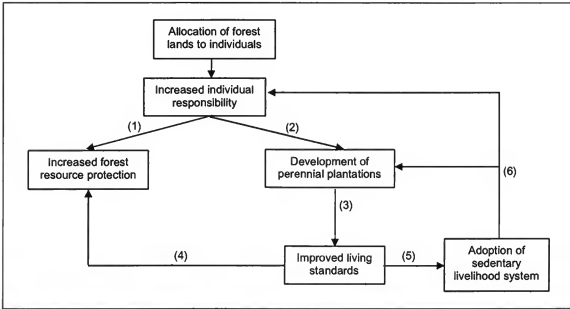 Allocation of forest
lands to individuals
Increased individual
responsibility
(1)
(2)
Increased forest
resource protection
Development of
perennial plantations
(6)
(3)
(4)
Improved living
standards
(5)
Adoption of
sedentary
livelihood system